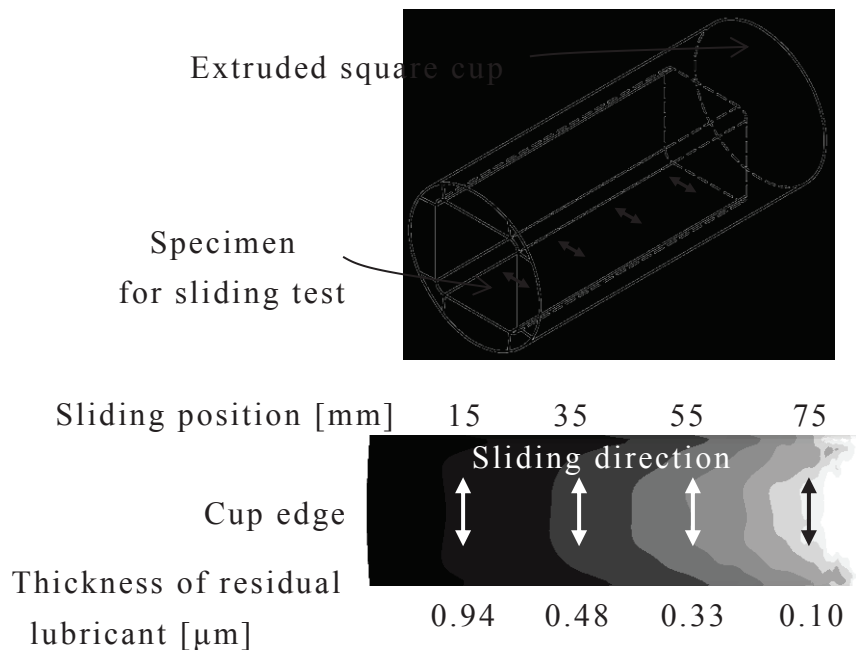 Extruded square cup
Specimen
for sliding test
Sliding position [mm] 15 35 55 75
Sliding direction
Cup edge
Thickness of residual
lubricant [μm]
0.94 0.48 0.33 0.10